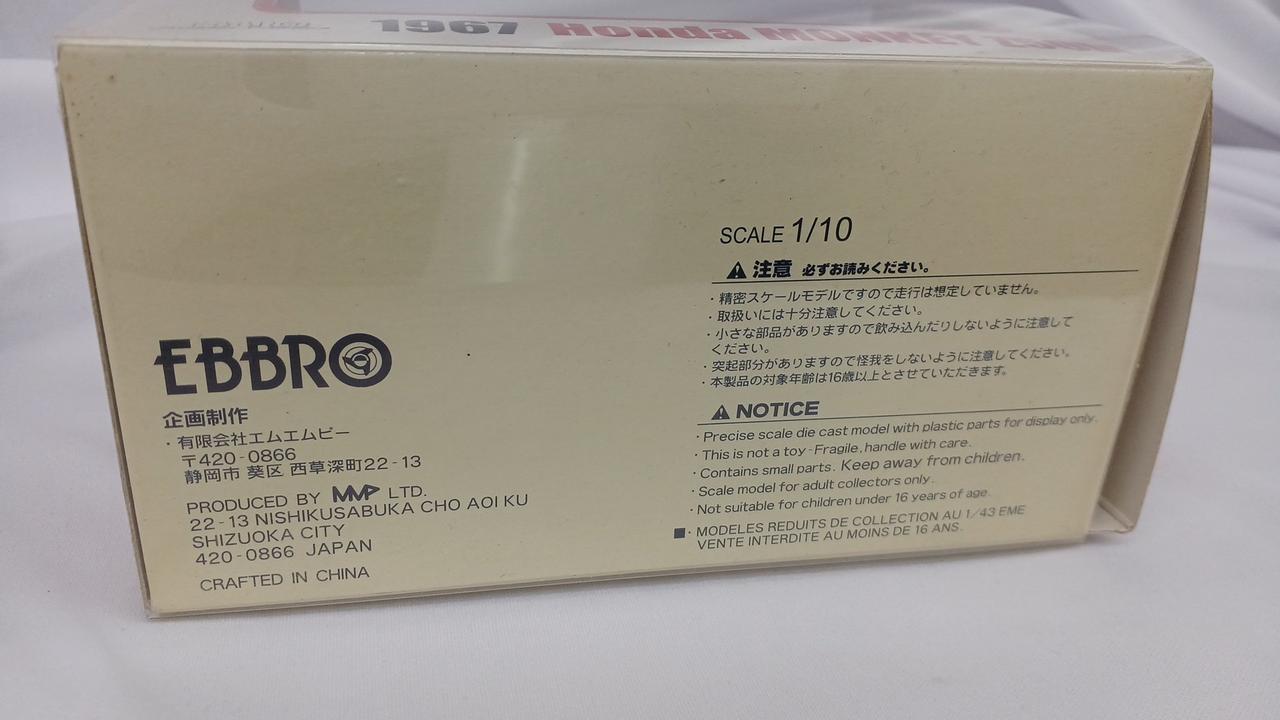 1967 Honda MONKEY
EBBRO
企画制作
・有限会社エムエムピー
〒420-0866
静岡市 葵区 西草深町22-13
PRODUCED BY MMP LTD.
22-13 NISHIKUSABUKA CHO AOI KU
SHIZUOKA CITY
420-0866 JAPAN
CRAFTED IN CHINA
SCALE 1/10
注意 必ずお読みください。
・精密スケールモデルですので走行は想定していません。
・取扱いには十分注意してください。
・小さな部品がありますので飲み込んだりしないように注意して
ください。
・突起部分がありますので怪我をしないように注意してください。
・本製品の対象年齢は16歳以上とさせていただきます。
NOTICE
・Precise scale die cast model with plastic parts for display only.
・This is not a toy-Fragile, handle with care.
・Contains small parts. Keep away from children.
・Scale model for adult collectors only.
・Not suitable for children under 16 years of age.
■・MODELES REDUITS DE COLLECTION AU 1/43 EME
VENTE INTERDITE AU MOINS DE 16 ANS.